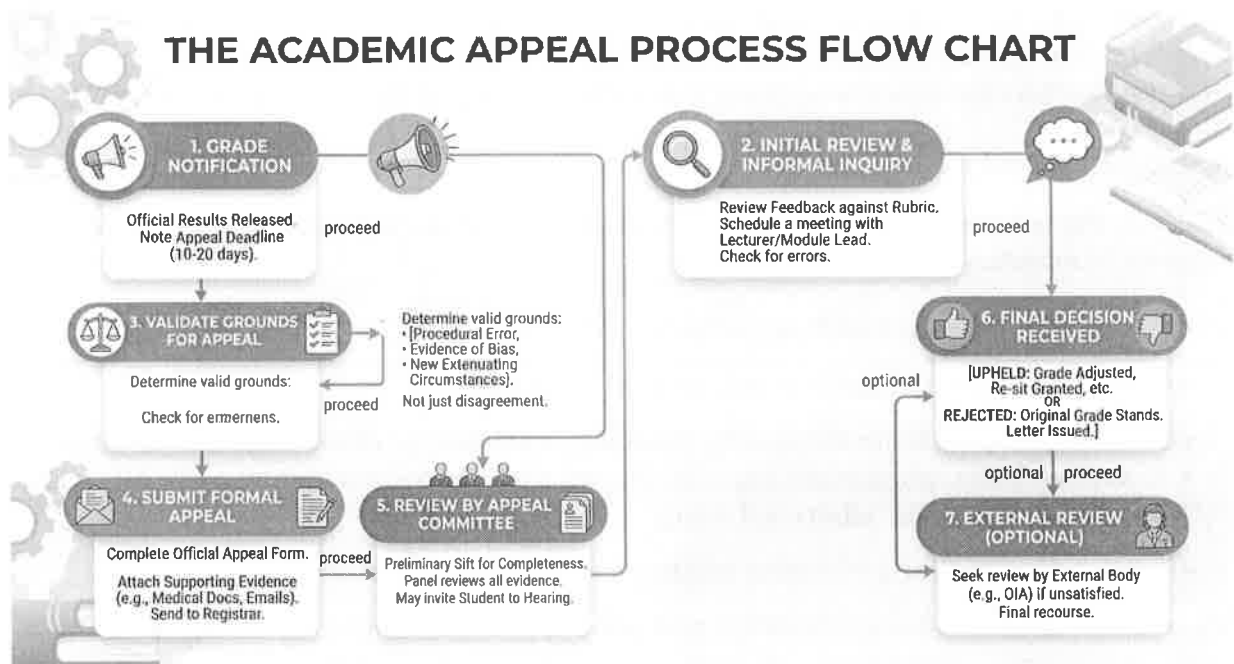 THE ACADEMIC APPEAL PROCESS FLOW CHART
1. GRADE
NOTIFICATION
Official Results Released.
Note Appeal Deadline
(10-20 days).
proceed
2. INITIAL REVIEW &
INFORMAL INQUIRY
Review Feedback against Rubric.
Schedule a meeting with
Lecturer/Module Lead.
Check for errors.
proceed
3. VALIDATE GROUNDS
FOR APPEAL
Determine valid grounds:
Check for ememens.
proceed
Determine valid grounds:
• [Procedural Error,
• Evidence of Bias,
• New Extenuating
Circumstances].
Not just disagreement.
4. SUBMIT FORMAL
APPEAL
Complete Official Appeal Form.
Attach Supporting Evidence
(e.g., Medical Docs, Emails).
Send to Registrar.
proceed
5. REVIEW BY APPEAL
COMMITTEE
Preliminary Sift for Completeness.
Panel reviews all evidence.
May invite Student to Hearing.
6. FINAL DECISION
RECEIVED
[UPHELD: Grade Adjusted,
Re-sit Granted, etc.
OR
REJECTED: Original Grade Stands.
Letter Issued.]
optional
optional proceed
7. EXTERNAL REVIEW
(OPTIONAL)
Seek review by External Body
(e.g., OIA) if unsatisfied.
Final recourse.